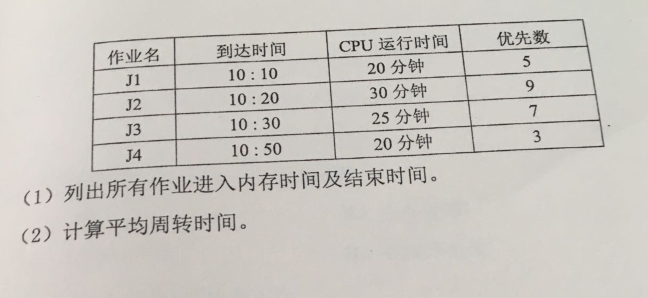 作业名 到达时间 CPU 运行时间 优先数
J1 10 : 10 20 分钟 5
J2 10 : 20 30 分钟 9
J3 10 : 30 25 分钟 7
J4 10 : 50 20 分钟 3
（1）列出所有作业进入内存时间及结束时间。
（2）计算平均周转时间。